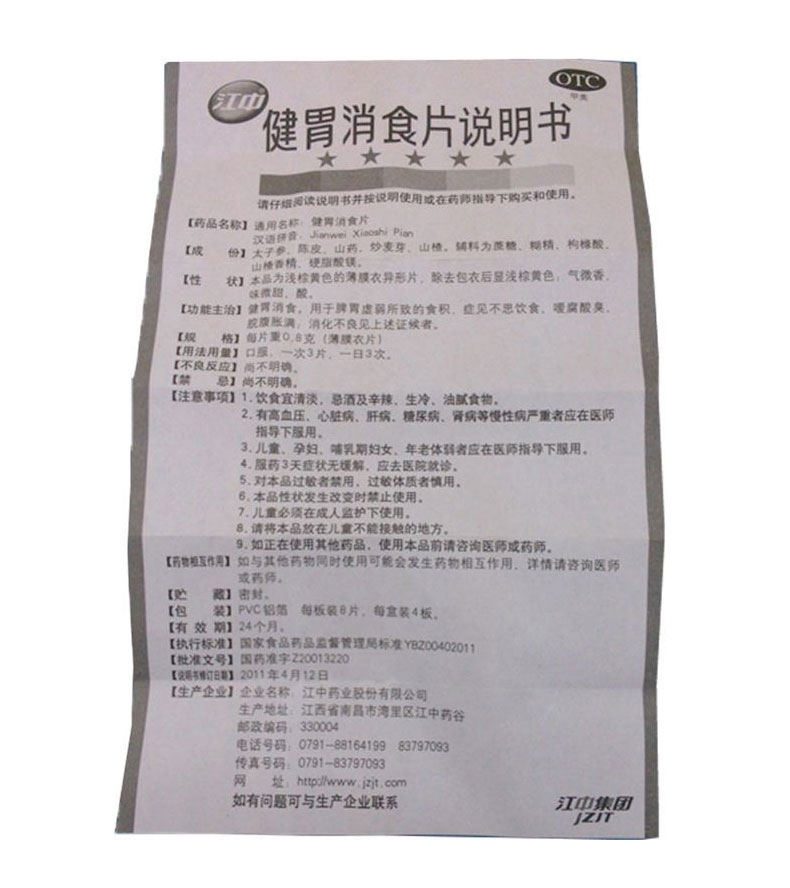 江中
OTC
甲类
健胃消食片说明书
请仔细阅读说明书并按说明使用或在药师指导下购买和使用。
【药品名称】通用名称：健胃消食片
汉语拼音：Jianwei Xiaoshi Pian
【成　　份】太子参、陈皮、山药、炒麦芽、山楂。辅料为蔗糖、糊精、枸橼酸、
山楂香精、硬脂酸镁。
【性　　状】本品为浅棕黄色的薄膜衣异形片，除去包衣后显浅棕黄色；气微香，
味微甜、酸。
【功能主治】健胃消食。用于脾胃虚弱所致的食积，症见不思饮食、嗳腐酸臭、
脘腹胀满；消化不良见上述证候者。
【规　　格】每片重0.8克（薄膜衣片）
【用法用量】口服，一次3片，一日3次。
【不良反应】尚不明确。
【禁　　忌】尚不明确。
【注意事项】1.饮食宜清淡，忌酒及辛辣、生冷、油腻食物。
2.有高血压、心脏病、肝病、糖尿病、肾病等慢性病严重者应在医师
指导下服用。
3.儿童、孕妇、哺乳期妇女、年老体弱者应在医师指导下服用。
4.服药3天症状无缓解，应去医院就诊。
5.对本品过敏者禁用，过敏体质者慎用。
6.本品性状发生改变时禁止使用。
7.儿童必须在成人监护下使用。
8.请将本品放在儿童不能接触的地方。
9.如正在使用其他药品，使用本品前请咨询医师或药师。
【药物相互作用】如与其他药物同时使用可能会发生药物相互作用，详情请咨询医师
或药师。
【贮　　藏】密封。
【包　　装】PVC铝箔　每板装8片，每盒装4板。
【有 效 期】24个月。
【执行标准】国家食品药品监督管理局标准YBZ00402011
【批准文号】国药准字Z20013220
【说明书修订日期】2011年4月12日
【生产企业】企业名称：江中药业股份有限公司
生产地址：江西省南昌市湾里区江中药谷
邮政编码：330004
电话号码：0791-88164199　83797093
传真号码：0791-83797093
网　　址：http://www.jzjt.com
如有问题可与生产企业联系
江中集团
JZJT